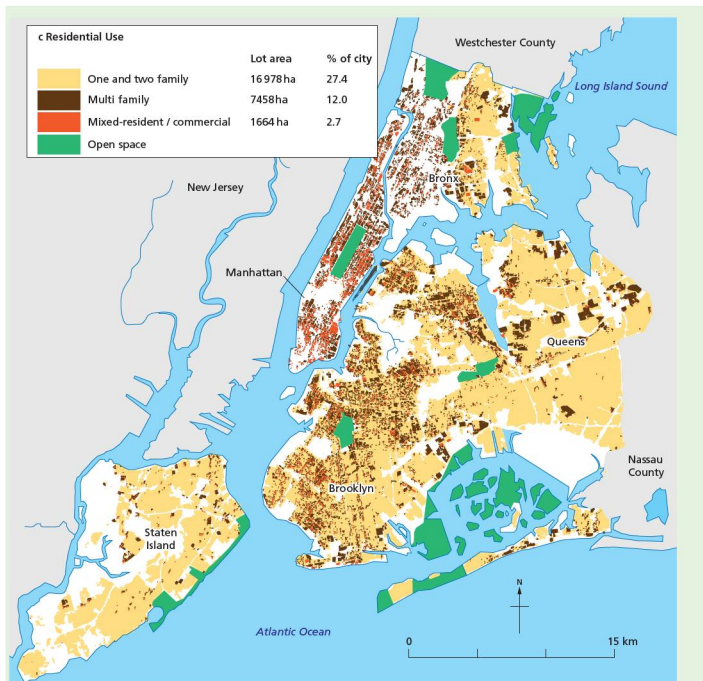 c Residential Use
Lot area % of city
One and two family 16 978 ha 27.4
Multi family 7458 ha 12.0
Mixed-resident / commercial 1664 ha 2.7
Open space
Westchester County
Long Island Sound
New Jersey
Bronx
Manhattan
Queens
Nassau
County
Brooklyn
Staten
Island
N
Atlantic Ocean
0 15 km